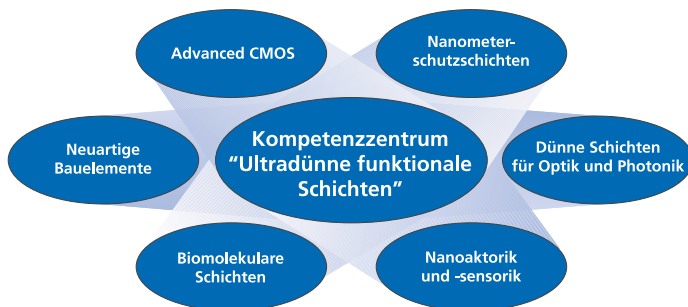 Advanced CMOS
Nanometer-
schutzschichten
Neuartige
Bauelemente
Kompetenzzentrum
"Ultradünne funktionale
Schichten"
Dünne Schichten
für Optik und Photonik
Biomolekulare
Schichten
Nanoaktorik
und -sensorik